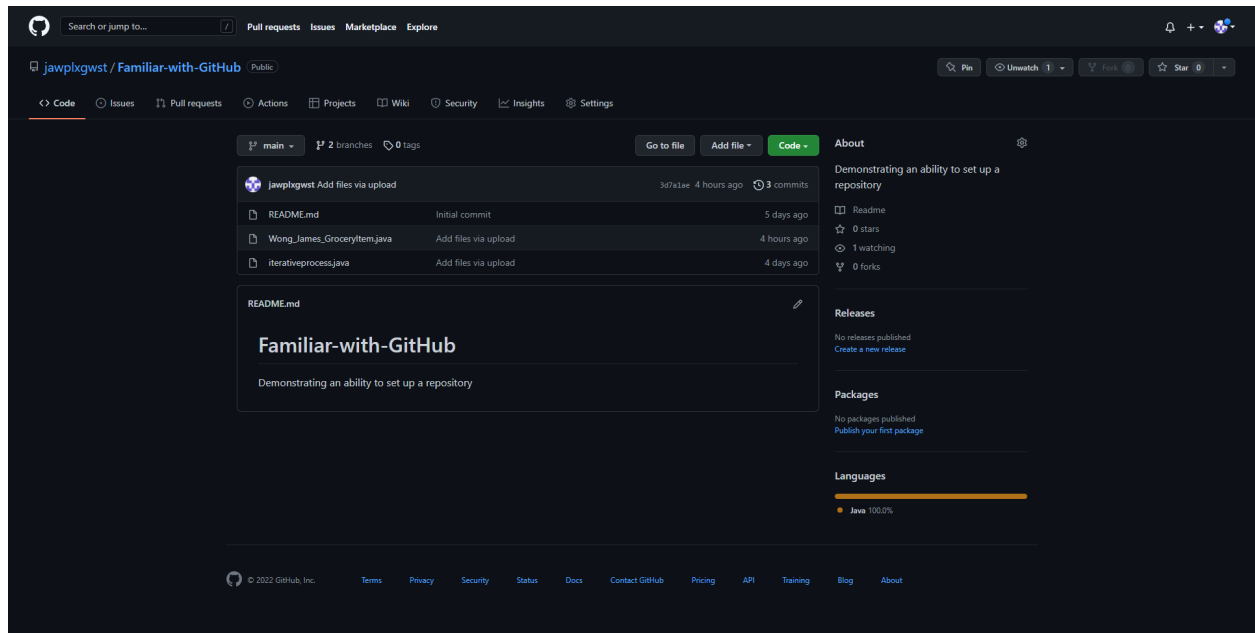 Search or jump to... /
Pull requests Issues Marketplace Explore
jawplxgwst / Familiar-with-GitHub Public
Pin Unwatch 1 Fork 0 Star 0
Code Issues Pull requests Actions Projects Wiki Security Insights Settings
main 2 branches 0 tags Go to file Add file Code
jawplxgwst Add files via upload 3d7a1ae 4 hours ago 3 commits
README.md Initial commit 5 days ago
Wong_James_GroceryItem.java Add files via upload 4 hours ago
iterativeprocess.java Add files via upload 4 days ago
README.md
Familiar-with-GitHub
Demonstrating an ability to set up a repository
About
Demonstrating an ability to set up a
repository
Readme
0 stars
1 watching
0 forks
Releases
No releases published
Create a new release
Packages
No packages published
Publish your first package
Languages
Java 100.0%
© 2022 GitHub, Inc. Terms Privacy Security Status Docs Contact GitHub Pricing API Training Blog About